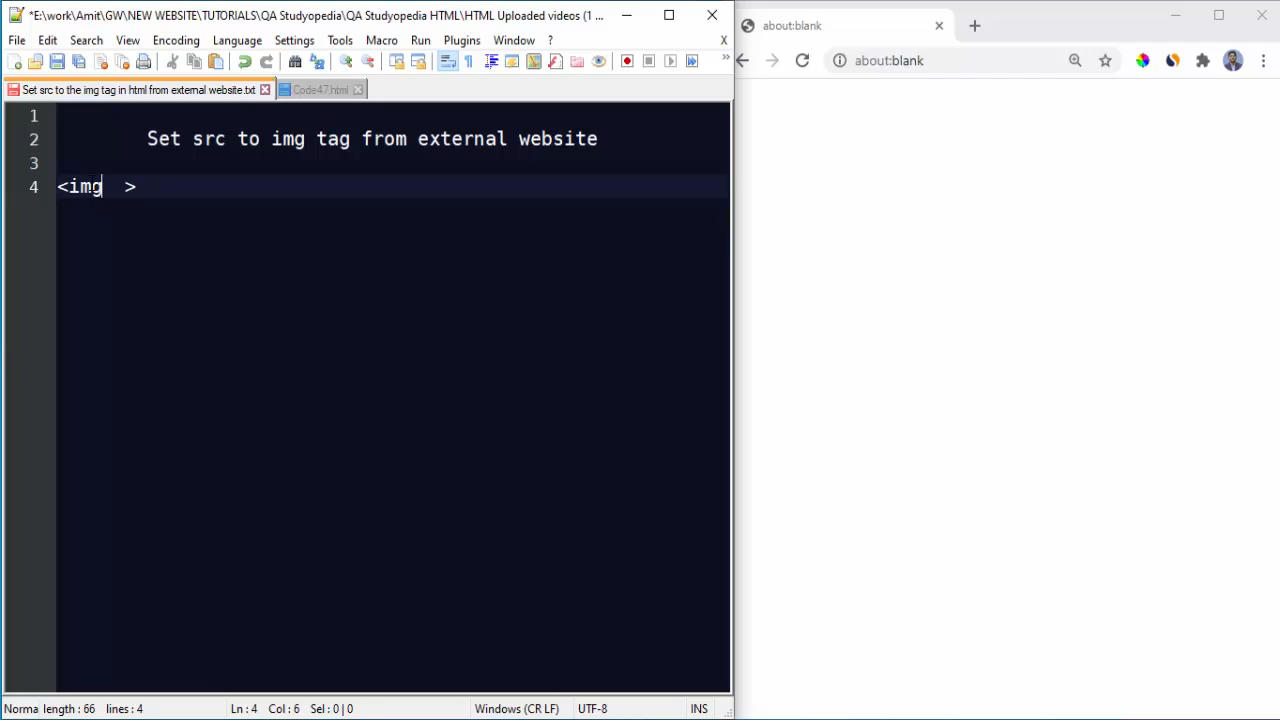 *E:\work\Amit\GW\NEW WEBSITE\TUTORIALS\QA Studyopedia\QA Studyopedia HTML\HTML Uploaded videos (1 ...
about:blank
File Edit Search View Encoding Language Settings Tools Macro Run Plugins Window ? X
about:blank
Set src to the img tag in html from external website.txt Code47.html
1
2 Set src to img tag from external website
3
4 <img >
Norma length : 66 lines : 4 Ln : 4 Col : 6 Sel : 0 | 0 Windows (CR LF) UTF-8 INS